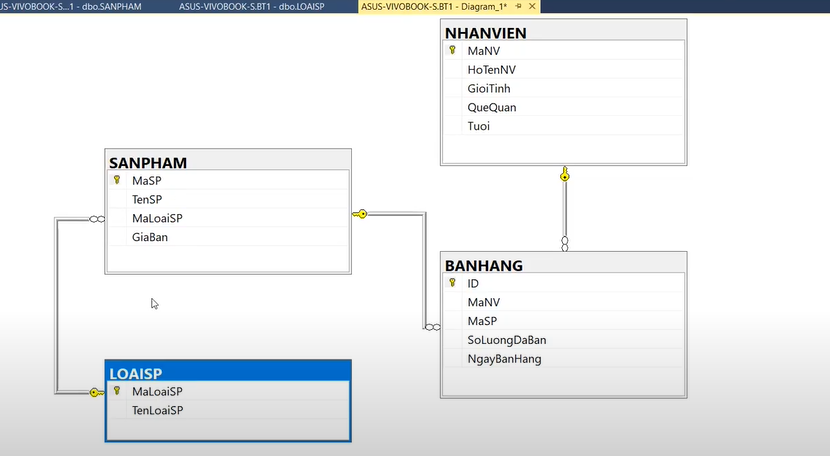 US-VIVOBOOK-S...1 - dbo.SANPHAM
ASUS-VIVOBOOK-S.BT1 - dbo.LOAISP
ASUS-VIVOBOOK-S.BT1 - Diagram_1*
NHANVIEN
MaNV
HoTenNV
GioiTinh
QueQuan
Tuoi
SANPHAM
MaSP
TenSP
MaLoaiSP
GiaBan
BANHANG
ID
MaNV
MaSP
SoLuongDaBan
NgayBanHang
LOAISP
MaLoaiSP
TenLoaiSP